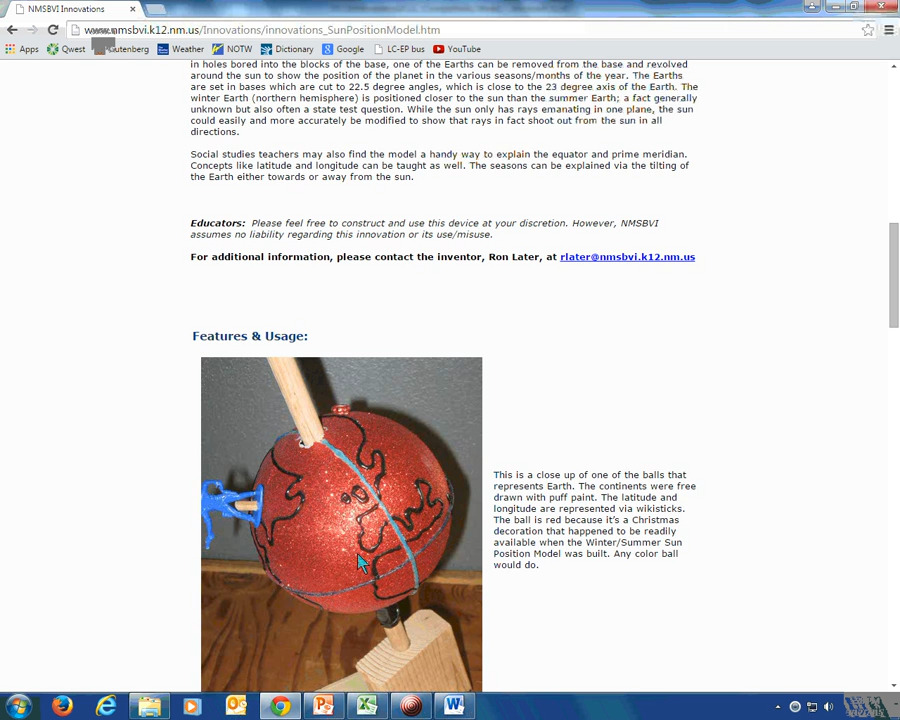 NMSBVI Innovations
www.nmsbvi.k12.nm.us/Innovations/innovations_SunPositionModel.htm
Apps Qwest Gutenberg Weather NOTW Dictionary Google LC-EP bus YouTube
in holes bored into the blocks of the base, one of the Earths can be removed from the base and revolved
around the sun to show the position of the planet in the various seasons/months of the year. The Earths
are set in bases which are cut to 22.5 degree angles, which is close to the 23 degree axis of the Earth. The
winter Earth (northern hemisphere) is positioned closer to the sun than the summer Earth; a fact generally
unknown but also often a state test question. While the sun only has rays emanating in one plane, the sun
could easily and more accurately be modified to show that rays in fact shoot out from the sun in all
directions.
Social studies teachers may also find the model a handy way to explain the equator and prime meridian.
Concepts like latitude and longitude can be taught as well. The seasons can be explained via the tilting of
the Earth either towards or away from the sun.
Educators: Please feel free to construct and use this device at your discretion. However, NMSBVI
assumes no liability regarding this innovation or its use/misuse.
For additional information, please contact the inventor, Ron Later, at rlater@nmsbvi.k12.nm.us
Features & Usage:
This is a close up of one of the balls that
represents Earth. The continents were free
drawn with puff paint. The latitude and
longitude are represented via wikisticks.
The ball is red because it's a Christmas
decoration that happened to be readily
available when the Winter/Summer Sun
Position Model was built. Any color ball
would do.